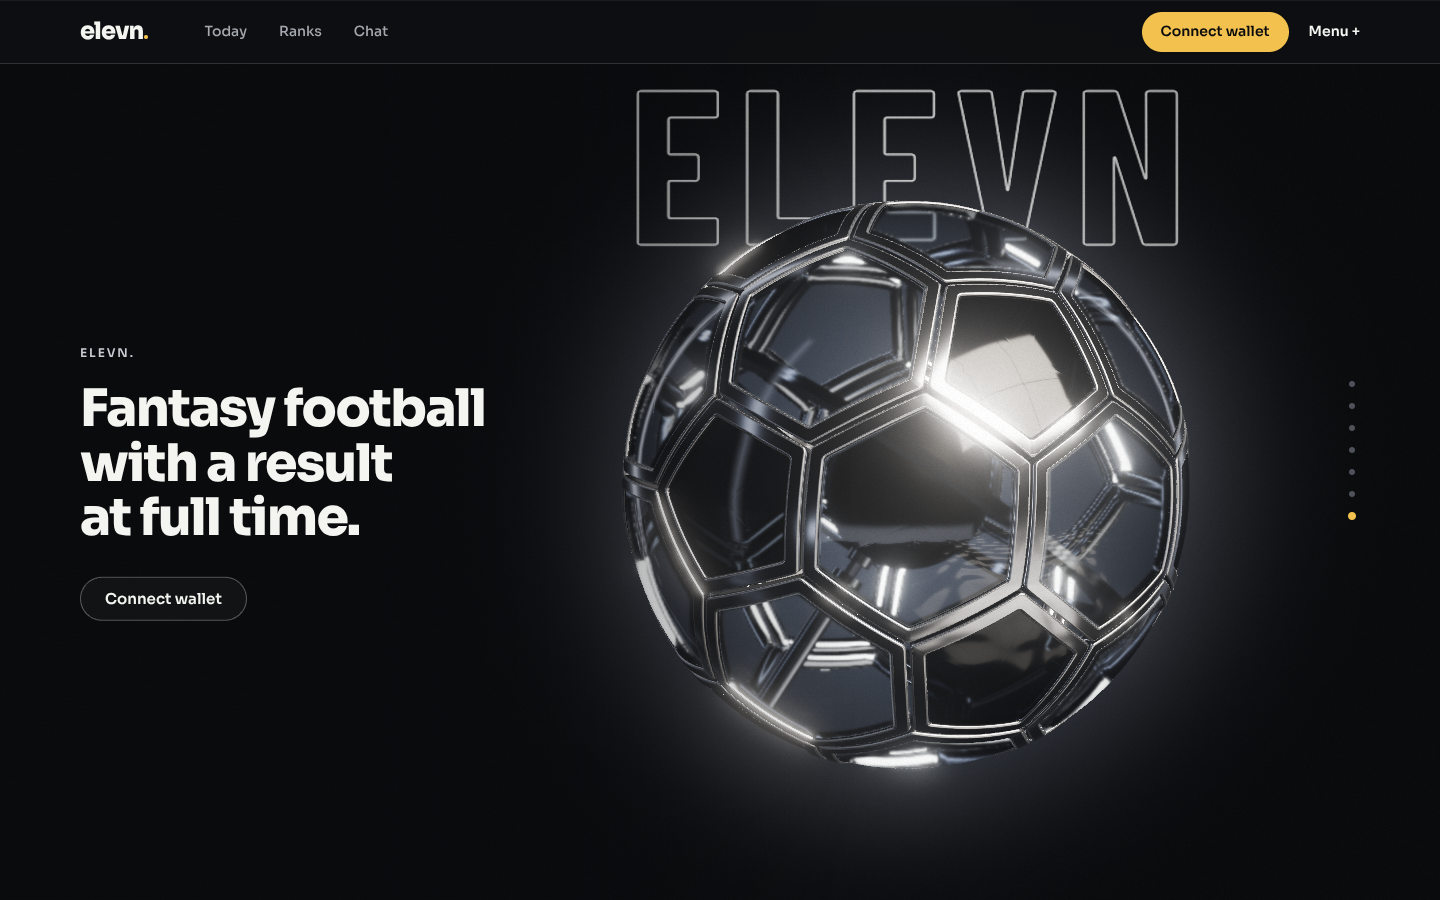 elevn.
Today
Ranks
Chat
Connect wallet
Menu +
ELEVN
ELEVN.
Fantasy football
with a result
at full time.
Connect wallet